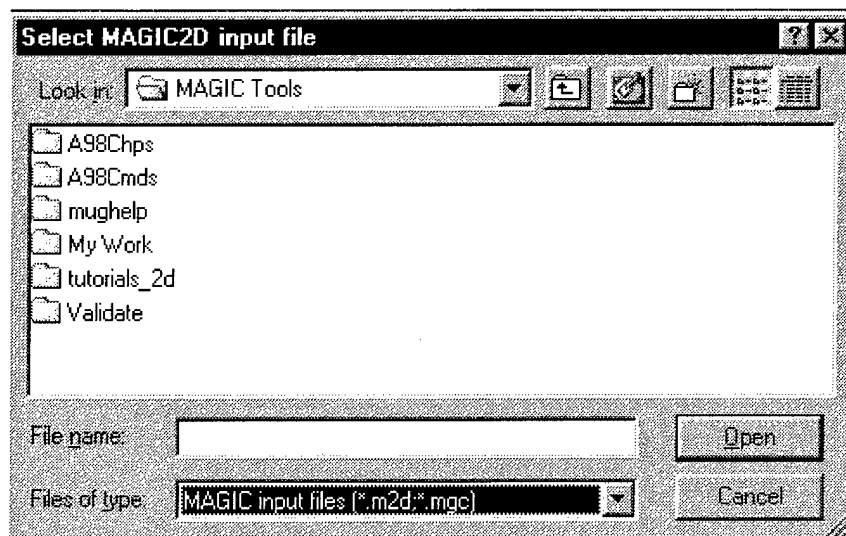 Select MAGIC2D input file
Look in: MAGIC Tools
A98Chps
A98Cmds
mughelp
My Work
tutorials_2d
Validate
File name: Open
Files of type: MAGIC input files (*.m2d;*.mgc) Cancel